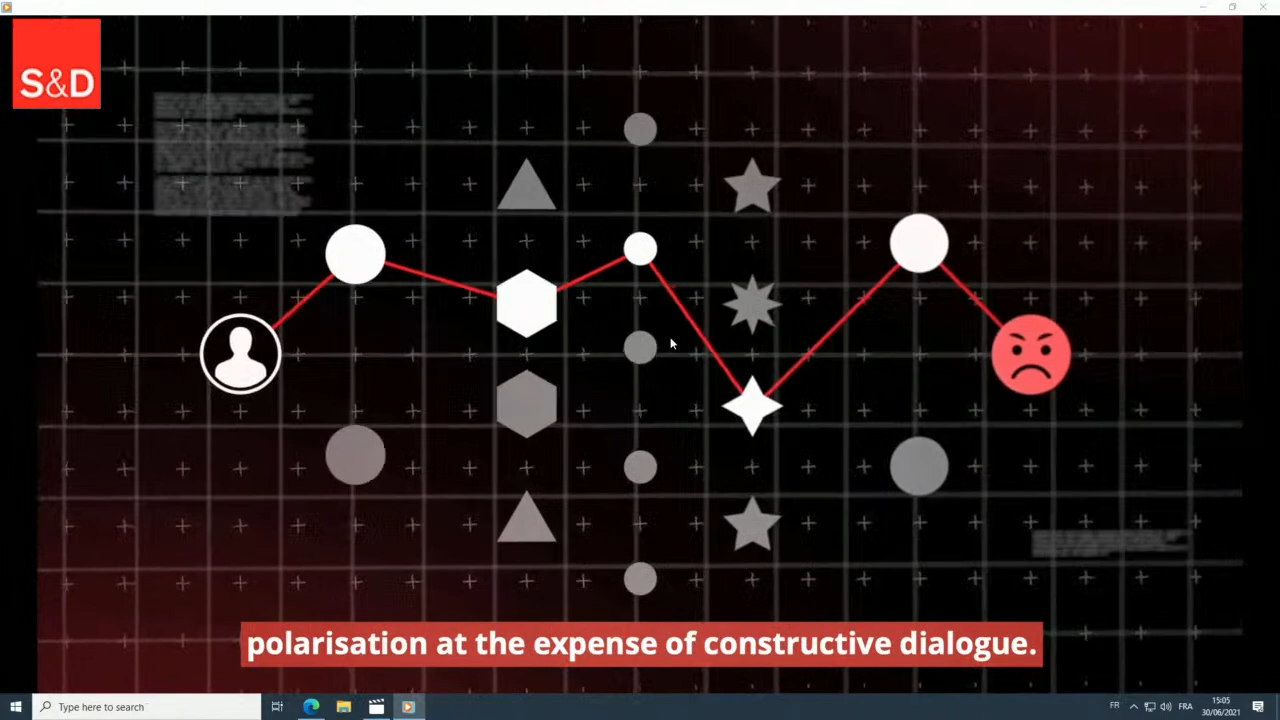 S&D
polarisation at the expense of constructive dialogue.
Type here to search
FR
FRA
15:05
30/06/2021